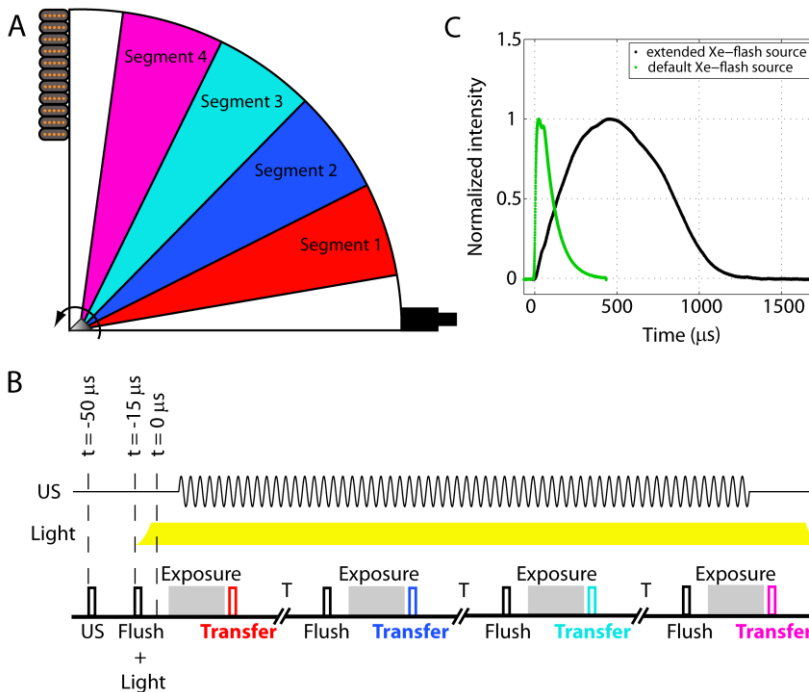 A
Segment 4
Segment 3
Segment 2
Segment 1
C
1.5
1
0.5
0
Normalized intensity
extended Xe–flash source
default Xe–flash source
0 500 1000 1500
Time (μs)
B
t = -50 μs
t = -15 μs
t = 0 μs
US
Light
Exposure T Exposure T Exposure T Exposure
US Flush Transfer Flush Transfer Flush Transfer Flush Transfer
+
Light